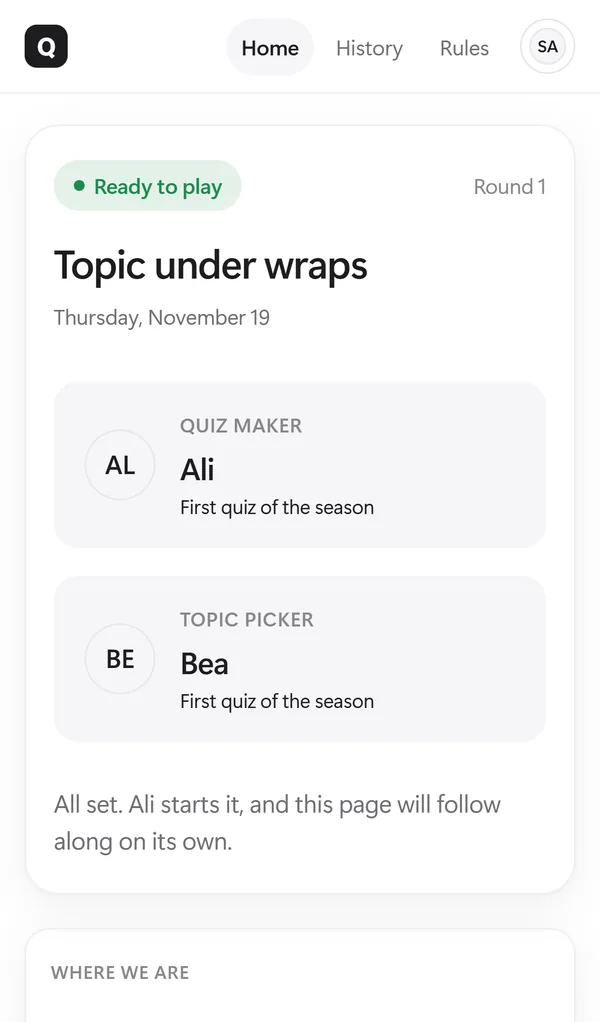 Q
Home History Rules SA
Ready to play Round 1
Topic under wraps
Thursday, November 19
QUIZ MAKER
AL
Ali
First quiz of the season
TOPIC PICKER
BE
Bea
First quiz of the season
All set. Ali starts it, and this page will follow
along on its own.
WHERE WE ARE